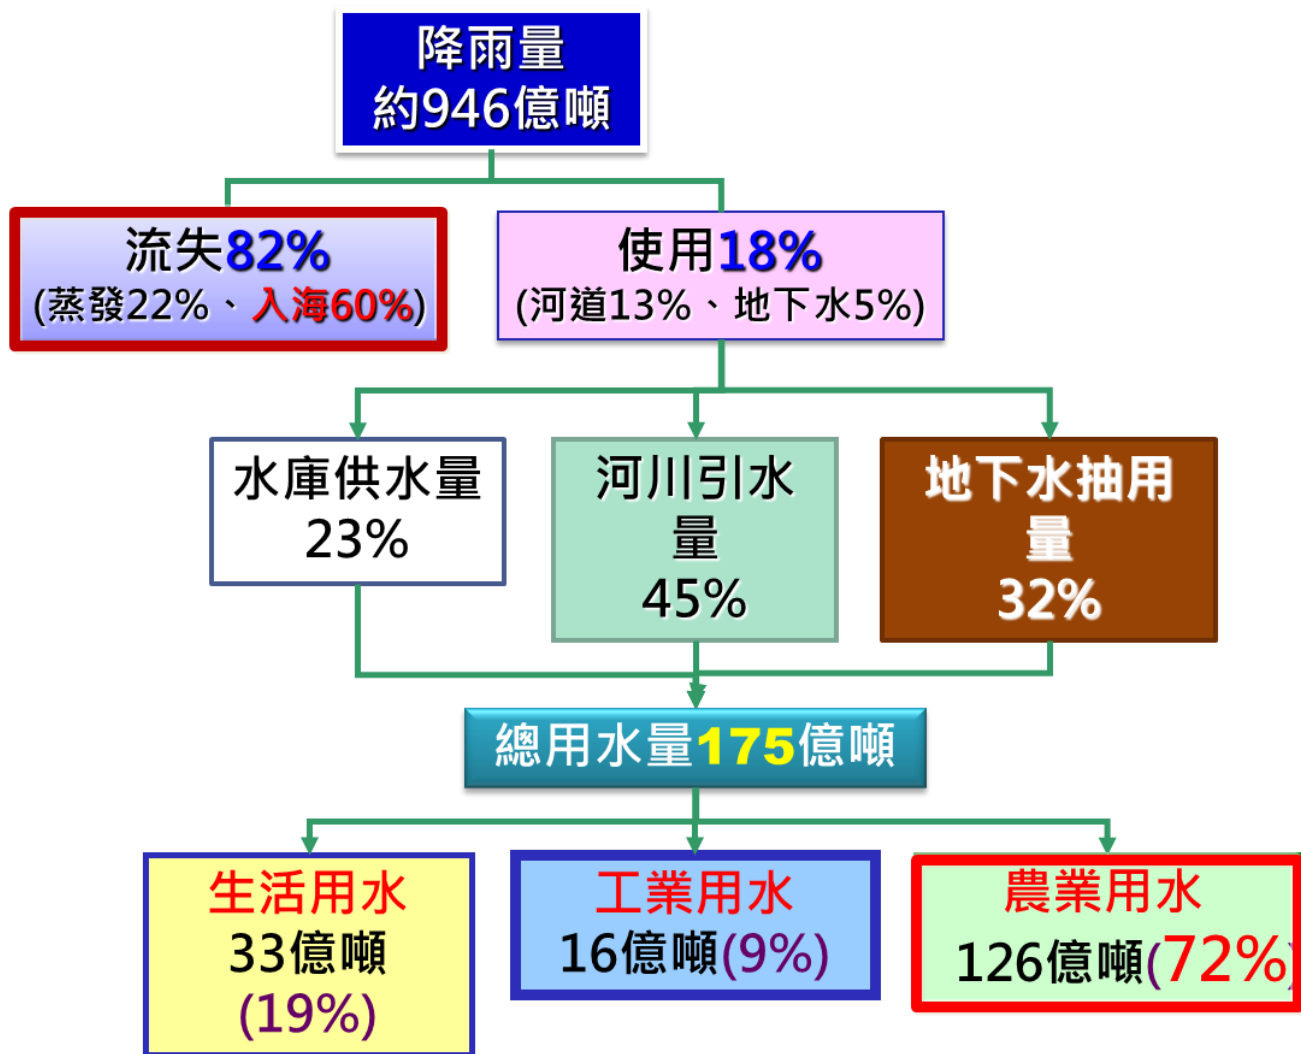 降雨量
約946億噸
流失82%
(蒸發22%、入海60%)
使用18%
(河道13%、地下水5%)
水庫供水量
23%
河川引水
量
45%
地下水抽用
量
32%
總用水量175億噸
生活用水
33億噸
(19%)
工業用水
16億噸(9%)
農業用水
126億噸(72%)